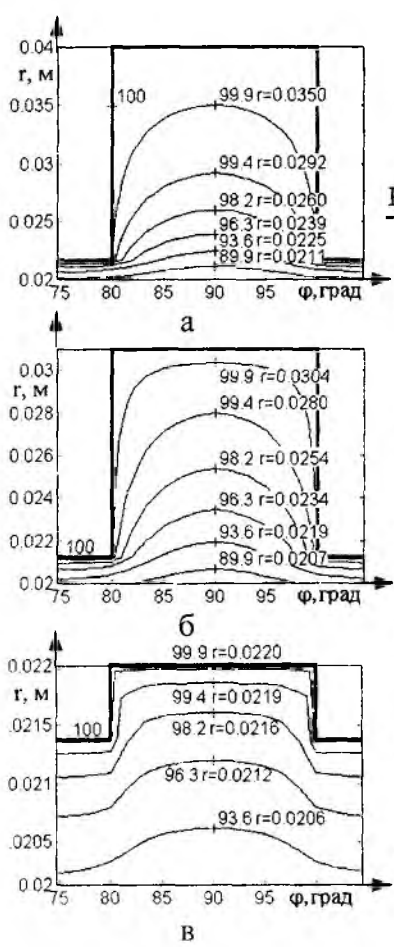 0.04
r, м
100
99.9 r=0.0350
0.035
99.4 r=0.0292
0.03
98.2 r=0.0260
96.3 r=0.0239
0.025
93.6 r=0.0225
89.9 r=0.0211
0.02
75 80 85 90 95 φ,град
а
0.03
r, м
99.9 r=0.0304
0.028
99.4 r=0.0280
0.026
98.2 r=0.0254
0.024
96.3 r=0.0234
0.022
93.6 r=0.0219
100
89.9 r=0.0207
0.02
75 80 85 90 95 φ,град
б
99.9 r=0.0220
0.022
r, м
99.4 r=0.0219
0.0215
100
98.2 r=0.0216
0.021
96.3 r=0.0212
93.6 r=0.0206
.0205
0.02
75 80 85 90 95 φ,град
в